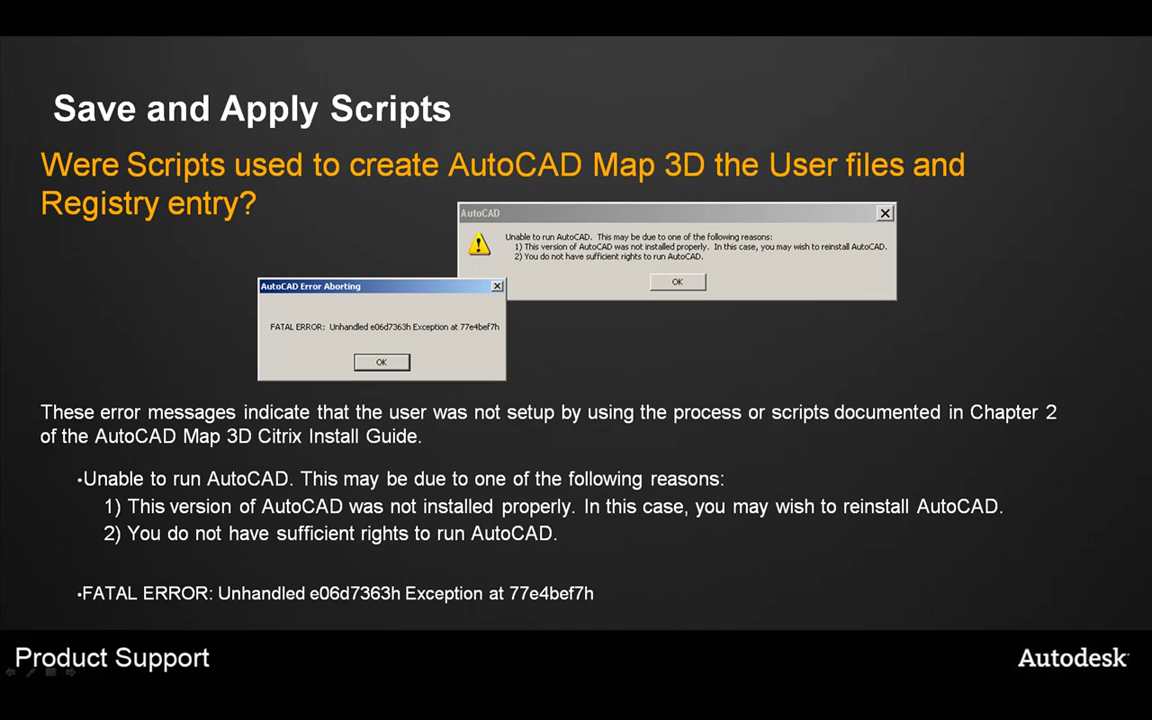 Save and Apply Scripts
Were Scripts used to create AutoCAD Map 3D the User files and
Registry entry?
AutoCAD
Unable to run AutoCAD. This may be due to one of the following reasons:
1) This version of AutoCAD was not installed properly. In this case, you may wish to reinstall AutoCAD.
2) You do not have sufficient rights to run AutoCAD.
OK
AutoCAD Error Aborting
FATAL ERROR: Unhandled e06d7363h Exception at 77e4bef7h
OK
These error messages indicate that the user was not setup by using the process or scripts documented in Chapter 2
of the AutoCAD Map 3D Citrix Install Guide.
•Unable to run AutoCAD. This may be due to one of the following reasons:
1) This version of AutoCAD was not installed properly. In this case, you may wish to reinstall AutoCAD.
2) You do not have sufficient rights to run AutoCAD.
•FATAL ERROR: Unhandled e06d7363h Exception at 77e4bef7h
Product Support
Autodesk